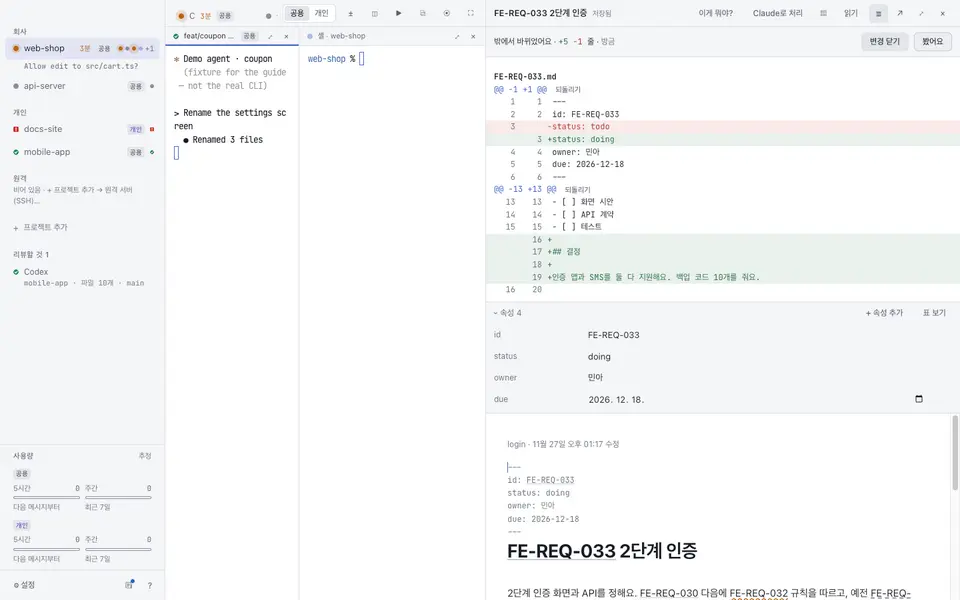 회사
web-shop 3분 공용 +1
Allow edit to src/cart.ts?
api-server 공용
개인
docs-site 개인
mobile-app 공용
원격
비어 있음 · + 프로젝트 추가 → 원격 서버
(SSH)...
+ 프로젝트 추가
리뷰할 것 1
Codex
mobile-app · 파일 10개 · main
사용량 추정
공용
5시간 0 주간 0
다음 메시지부터 최근 7일
개인
5시간 0 주간 0
다음 메시지부터 최근 7일
설정 ?
C 3분 공용
공용 개인
feat/coupon … 공용
✻ Demo agent · coupon
(fixture for the guide
— not the real CLI)
> Rename the settings sc
reen
● Renamed 3 files
셸 · web-shop
web-shop %
FE-REQ-033 2단계 인증 저장됨 이게 뭐야? Claude로 처리 읽기
밖에서 바뀌었어요 · +5 -1 줄 · 방금 변경 닫기 봤어요
FE-REQ-033.md
@@ -1 +1 @@ 되돌리기
1 1 ---
2 2 id: FE-REQ-033
3 -status: todo
3 +status: doing
4 4 owner: 민아
5 5 due: 2026-12-18
6 6 ---
@@ -13 +13 @@ 되돌리기
13 13 - [ ] 화면 시안
14 14 - [ ] API 계약
15 15 - [ ] 테스트
16 +
17 +## 결정
18 +
19 +인증 앱과 SMS를 둘 다 지원해요. 백업 코드 10개를 줘요.
16 20
속성 4 + 속성 추가 표 보기
id FE-REQ-033
status doing
owner 민아
due 2026. 12. 18.
login · 11월 27일 오후 01:17 수정
---
id: FE-REQ-033
status: doing
owner: 민아
due: 2026-12-18
---
FE-REQ-033 2단계 인증
2단계 인증 화면과 API를 정해요. FE-REQ-030 다음에 FE-REQ-032 규칙을 따르고, 예전 FE-REQ-